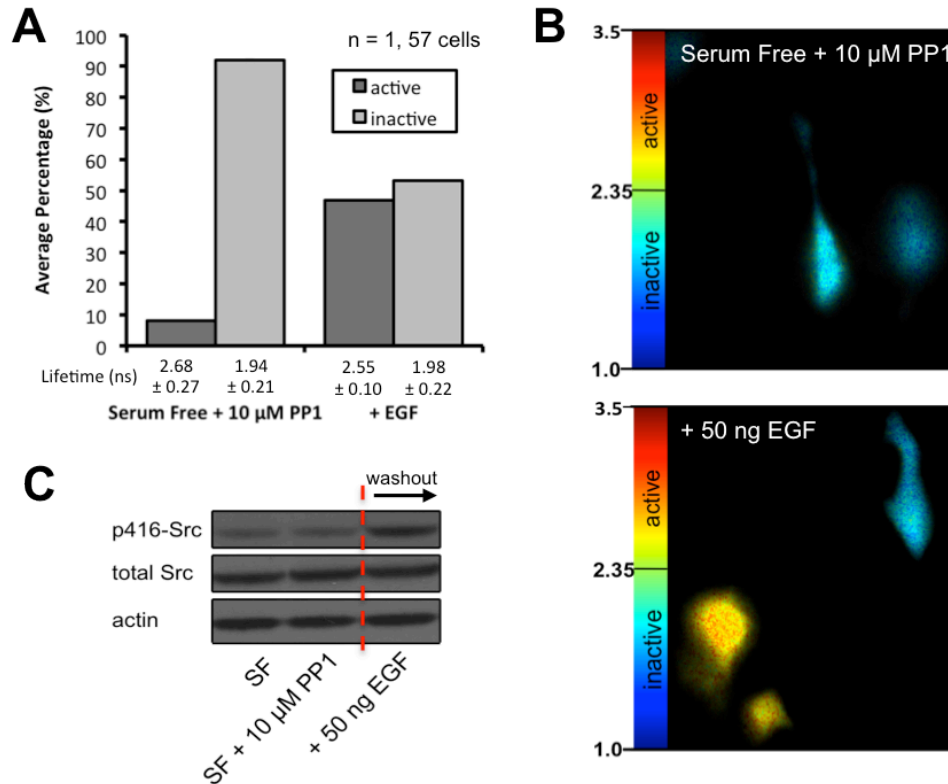 A
n = 1, 57 cells
active
inactive
Average Percentage (%)
100
90
80
70
60
50
40
30
20
10
0
Lifetime (ns)
2.68 ± 0.27
1.94 ± 0.21
2.55 ± 0.10
1.98 ± 0.22
Serum Free + 10 µM PP1
+ EGF
B
3.5
2.35
1.0
active
inactive
Serum Free + 10 µM PP1
3.5
2.35
1.0
active
inactive
+ 50 ng EGF
C
washout
p416-Src
total Src
actin
SF
SF + 10 µM PP1
+ 50 ng EGF